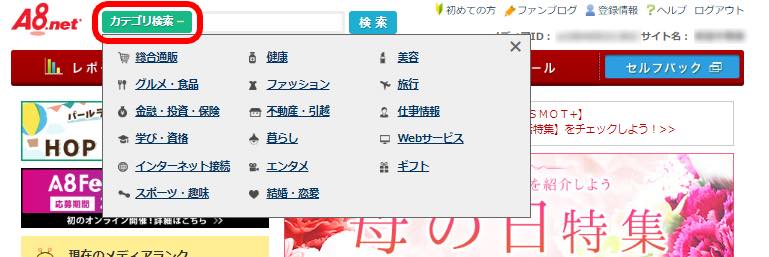 A8.net
カテゴリ検索 −
検 索
初めての方 ファンブログ 登録情報 ?ヘルプ ログアウト
ID： サイト名：
総合通販 健康 美容
グルメ・食品 ファッション 旅行
金融・投資・保険 不動産・引越 仕事情報
学び・資格 暮らし Webサービス
インターネット接続 エンタメ ギフト
スポーツ・趣味 結婚・恋愛
レポ
ール
セルフバック
パールラ
HOP
A8Fe
応募期間
初のオンライン開催！詳細はこちら
現在のメディアランク
ＳＭＯＴ+】
特集】をチェックしよう！>>
を紹介しよう
母の日特集